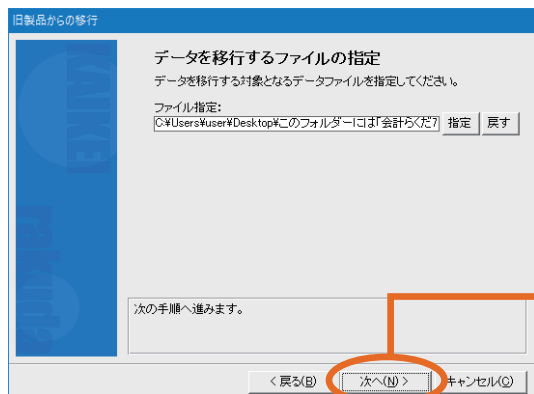 旧製品からの移行
データを移行するファイルの指定
データを移行する対象となるデータファイルを指定してください。
ファイル指定:
C:¥Users¥user¥Desktop¥このフォルダーには「会計らくだ7 指定 戻す
KAIKEI
rakuda
次の手順へ進みます。
< 戻る(B) 次へ(N) > キャンセル(C)